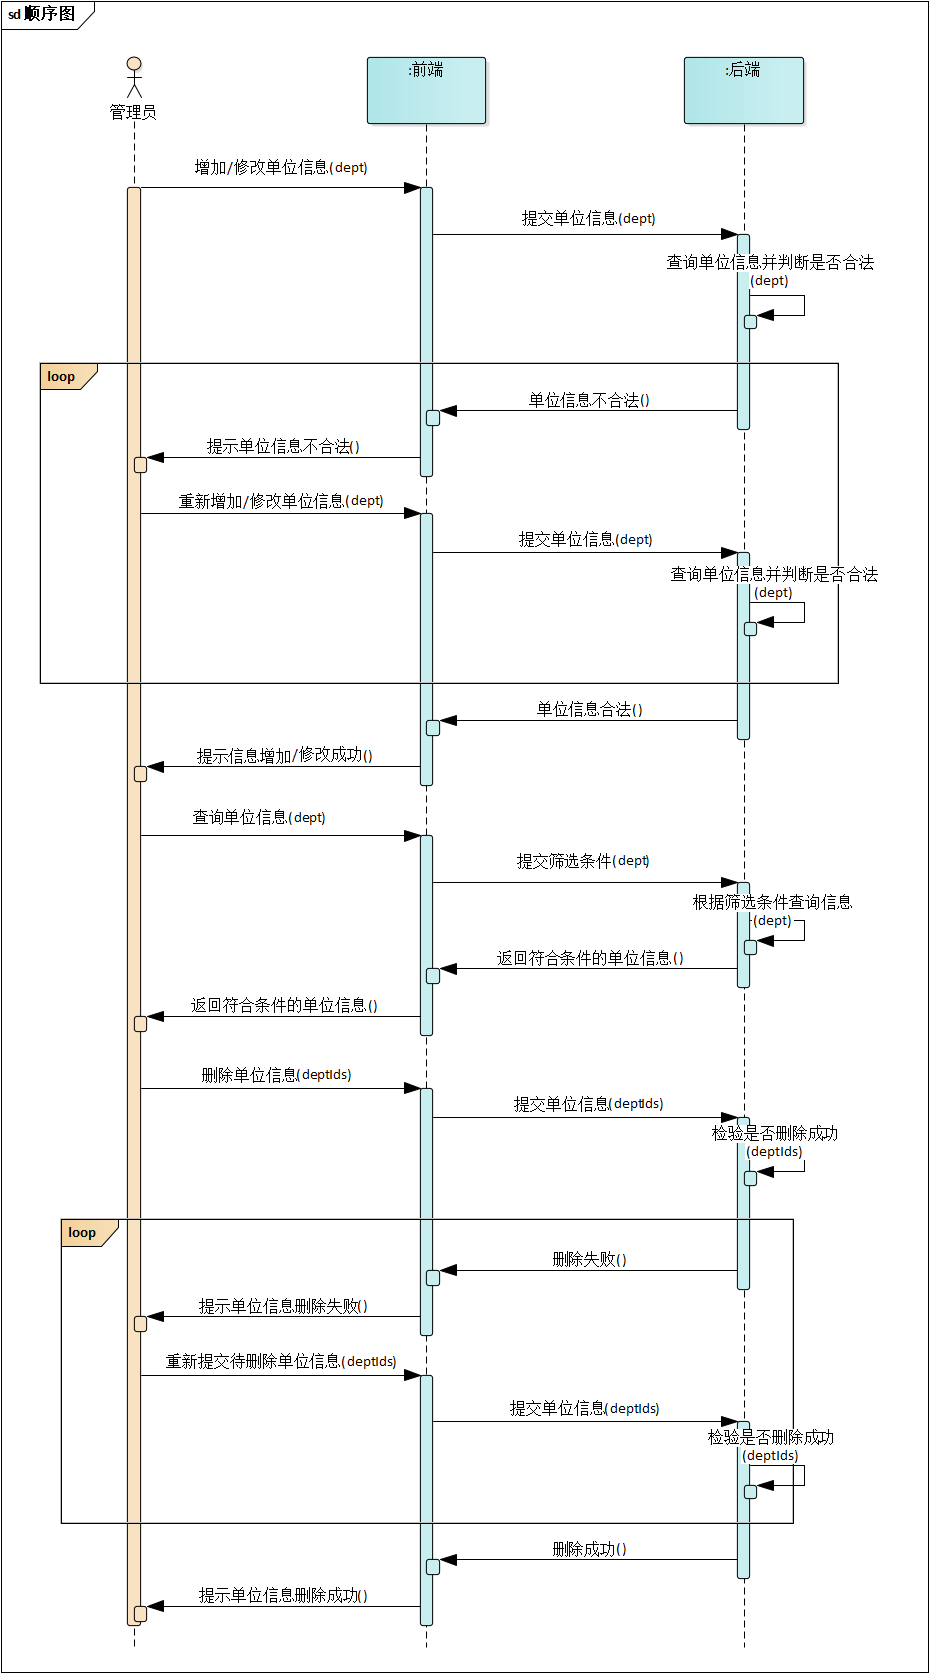 sd 顺序图
:前端
:后端
管理员
增加/修改单位信息(dept)
提交单位信息(dept)
查询单位信息并判断是否合法
(dept)
loop
单位信息不合法()
提示单位信息不合法()
重新增加/修改单位信息(dept)
提交单位信息(dept)
查询单位信息并判断是否合法
(dept)
单位信息合法()
提示信息增加/修改成功()
查询单位信息(dept)
提交筛选条件(dept)
根据筛选条件查询信息
(dept)
返回符合条件的单位信息()
返回符合条件的单位信息()
删除单位信息(deptIds)
提交单位信息(deptIds)
检验是否删除成功
(deptIds)
loop
删除失败()
提示单位信息删除失败()
重新提交待删除单位信息(deptIds)
提交单位信息(deptIds)
检验是否删除成功
(deptIds)
删除成功()
提示单位信息删除成功()